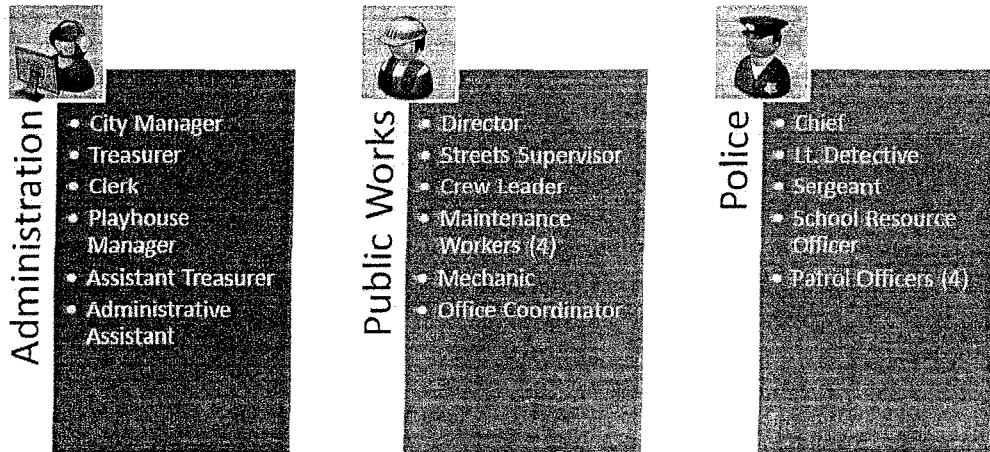 Administration
• City Manager
• Treasurer
• Clerk
• Playhouse
Manager
• Assistant Treasurer
• Administrative
Assistant
Public Works
• Director
• Streets Supervisor
• Crew Leader
• Maintenance
Workers (4)
• Mechanic
• Office Coordinator
Police
• Chief
• Lt. Detective
• Sergeant
• School Resource
Officer
• Patrol Officers (4)